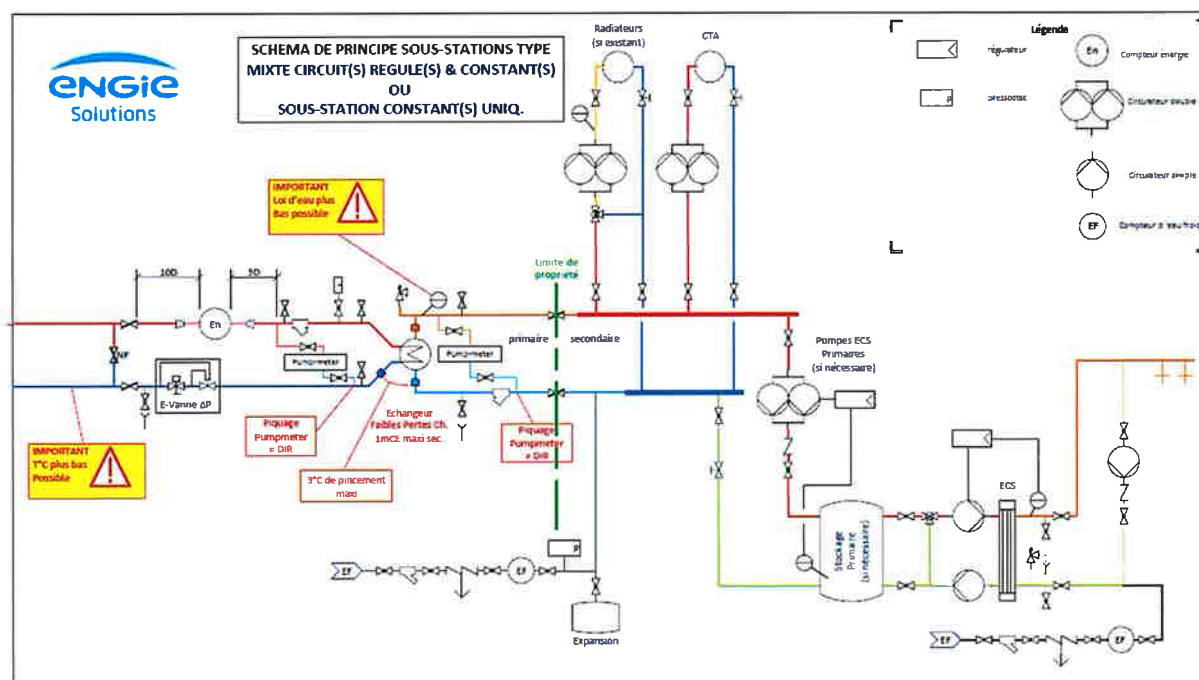 ENGIE
Solutions
SCHEMA DE PRINCIPE SOUS-STATIONS TYPE
MIXTE CIRCUIT(S) REGULE(S) & CONSTANT(S)
OU
SOUS-STATION CONSTANT(S) UNIQ.
Radiateurs
(si existant)
CTA
Légende
régulateur
En
Compteur énergie
P
pressostat
Circulateur double
Circulateur simple
EF
Compteur d'eau froide
IMPORTANT
Loi d'eau plus
Bas possible
Limite de
propriété
10D
5D
En
primaire
secondaire
Pumpmeter
Pumpmeter
NF
E-Vanne ΔP
Pompes ECS
Primaires
(si nécessaire)
Piquage
Pumpmeter
= DIR
Echangeur
Faibles Pertes Ch.
1mCE maxi sec.
Piquage
Pumpmeter
= DIR
IMPORTANT
T°C plus bas
Possible
3°C de pincement
maxi
ECS
Stockage
Primaire
(si nécessaire)
P
EF
EF
Expansion
EF
EF